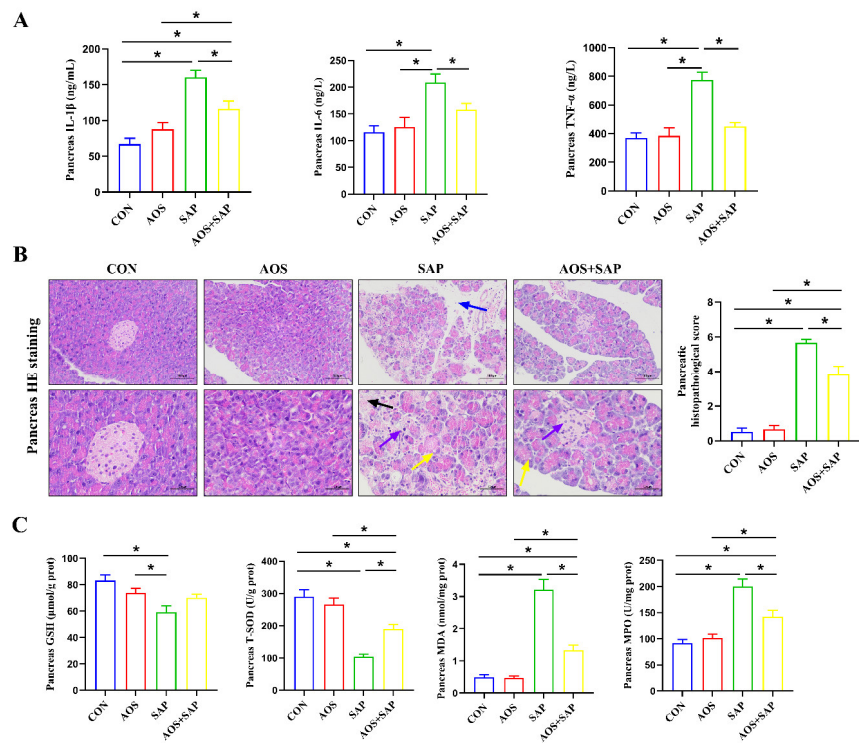 A
Pancreas IL-1β (ng/mL)
200
150
100
50
0
*
*
*
*
CON
AOS
SAP
AOS+SAP
Pancreas IL-6 (ng/L)
250
200
150
100
50
0
*
*
*
CON
AOS
SAP
AOS+SAP
Pancreas TNF-α (ng/L)
1000
800
600
400
200
0
*
*
*
CON
AOS
SAP
AOS+SAP
B
CON
AOS
SAP
AOS+SAP
Pancreas HE staining
Pancreatic
histopathological score
8
6
4
2
0
*
*
*
*
CON
AOS
SAP
AOS+SAP
C
Pancreas GSH (μmol/g prot)
100
80
60
40
20
0
*
*
CON
AOS
SAP
AOS+SAP
Pancreas T-SOD (U/g prot)
400
300
200
100
0
*
*
*
*
CON
AOS
SAP
AOS+SAP
Pancreas MDA (nmol/mg prot)
4
3
2
1
0
*
*
*
*
CON
AOS
SAP
AOS+SAP
Pancreas MPO (U/mg prot)
250
200
150
100
50
0
*
*
*
*
CON
AOS
SAP
AOS+SAP